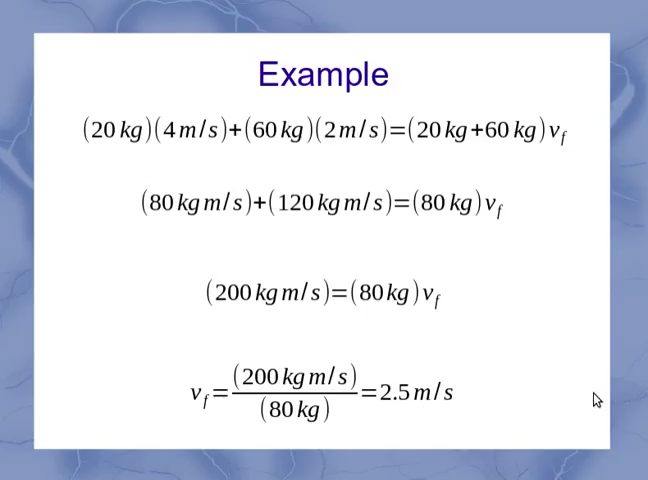 Example
(20 kg)(4 m/s)+(60 kg)(2 m/s)=(20 kg+60 kg)v_f
(80 kg m/s)+(120 kg m/s)=(80 kg)v_f
(200 kg m/s)=(80 kg)v_f
v_f=(200 kg m/s)/(80 kg)=2.5 m/s